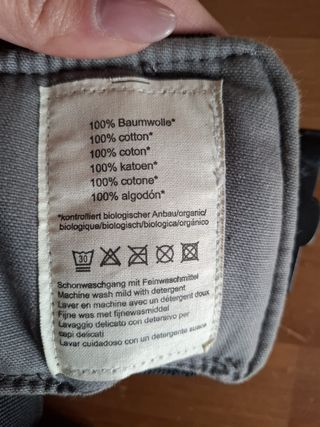 100% Baumwolle*
100% cotton*
100% coton*
100% katoen*
100% cotone*
100% algodón*
*kontrolliert biologischer Anbau/organic/
biologique/biologisch/biologica/orgánico
30
Schonwaschgang mit Feinwaschmittel
Machine wash mild with detergent
Laver en machine avec un détergent doux
Fijne was met fijnewasmiddel
Lavaggio delicato con detersivo per
capi delicati
Lavar cuidadoso con un detergente suave